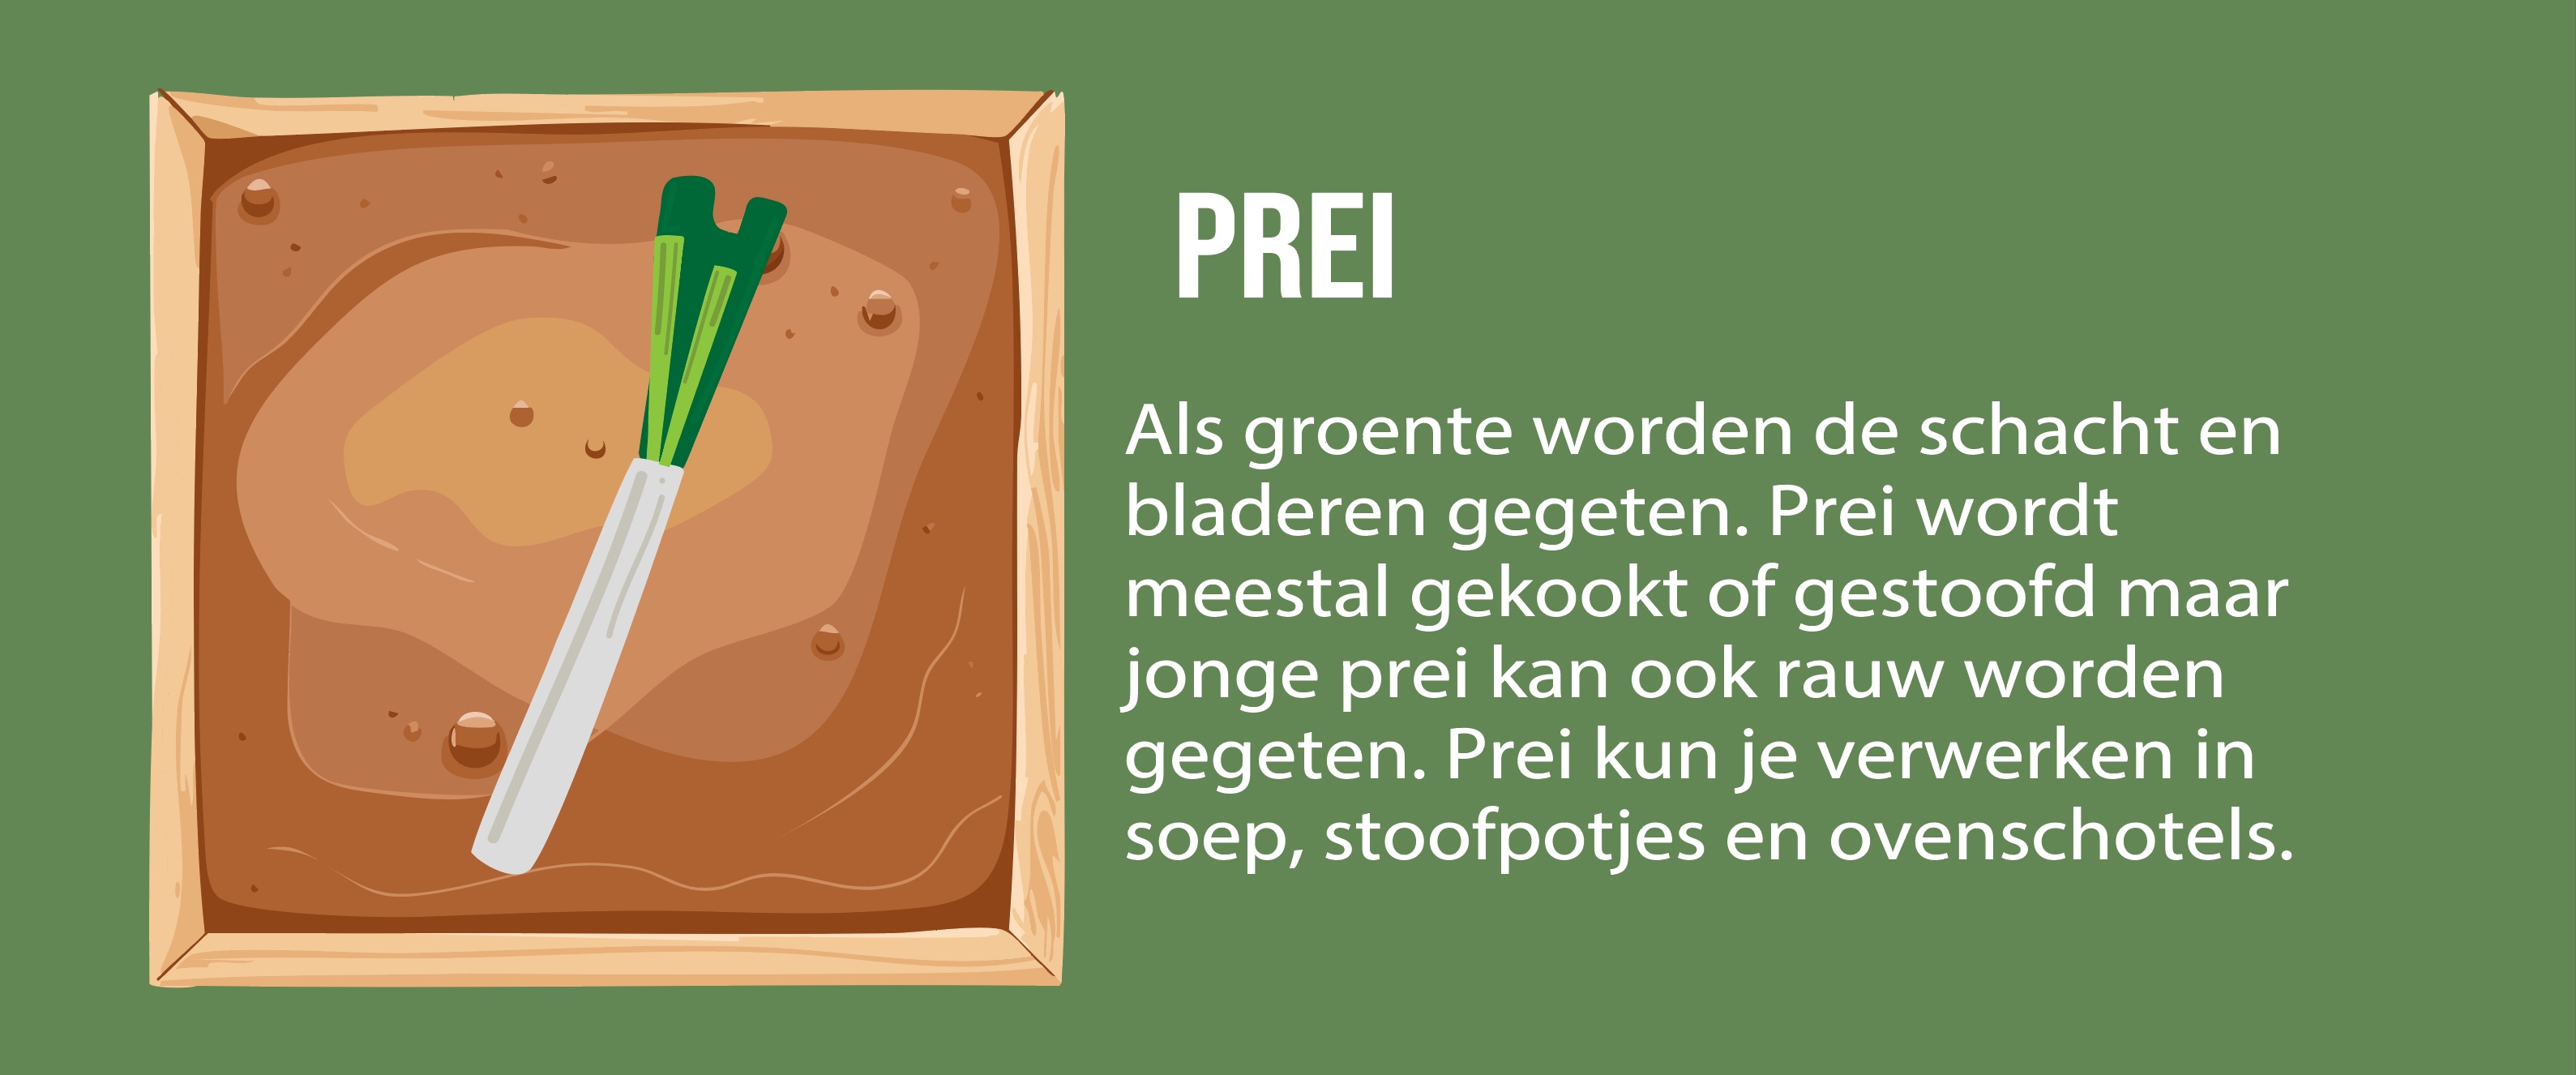 PREI
Als groente worden de schacht en
bladeren gegeten. Prei wordt
meestal gekookt of gestoofd maar
jonge prei kan ook rauw worden
gegeten. Prei kun je verwerken in
soep, stoofpotjes en ovenschotels.